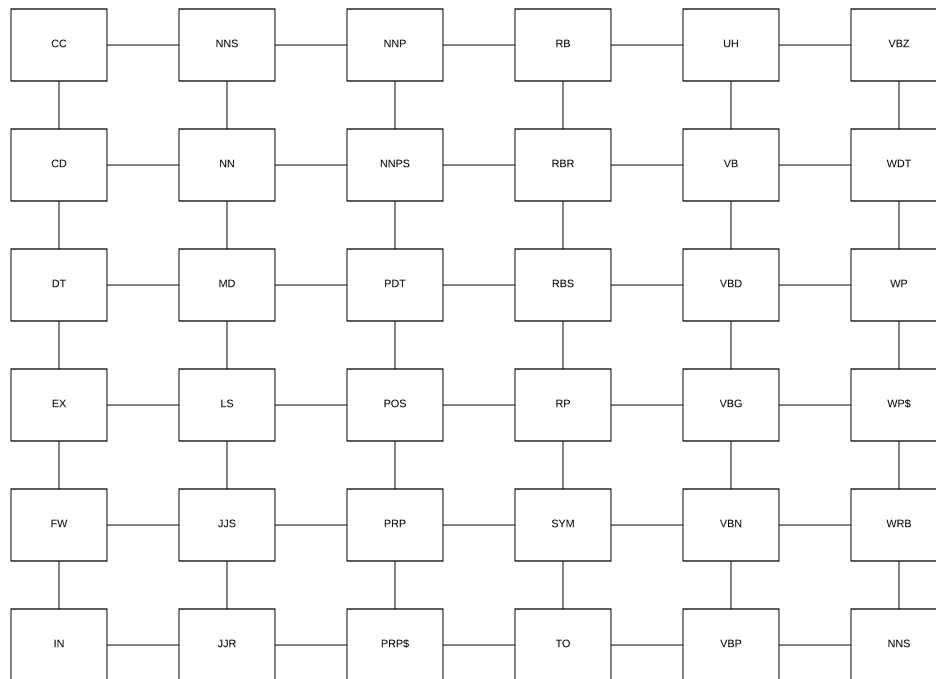 CC NNS NNP RB UH VBZ
CD NN NNPS RBR VB WDT
DT MD PDT RBS VBD WP
EX LS POS RP VBG WP$
FW JJS PRP SYM VBN WRB
IN JJR PRP$ TO VBP NNS